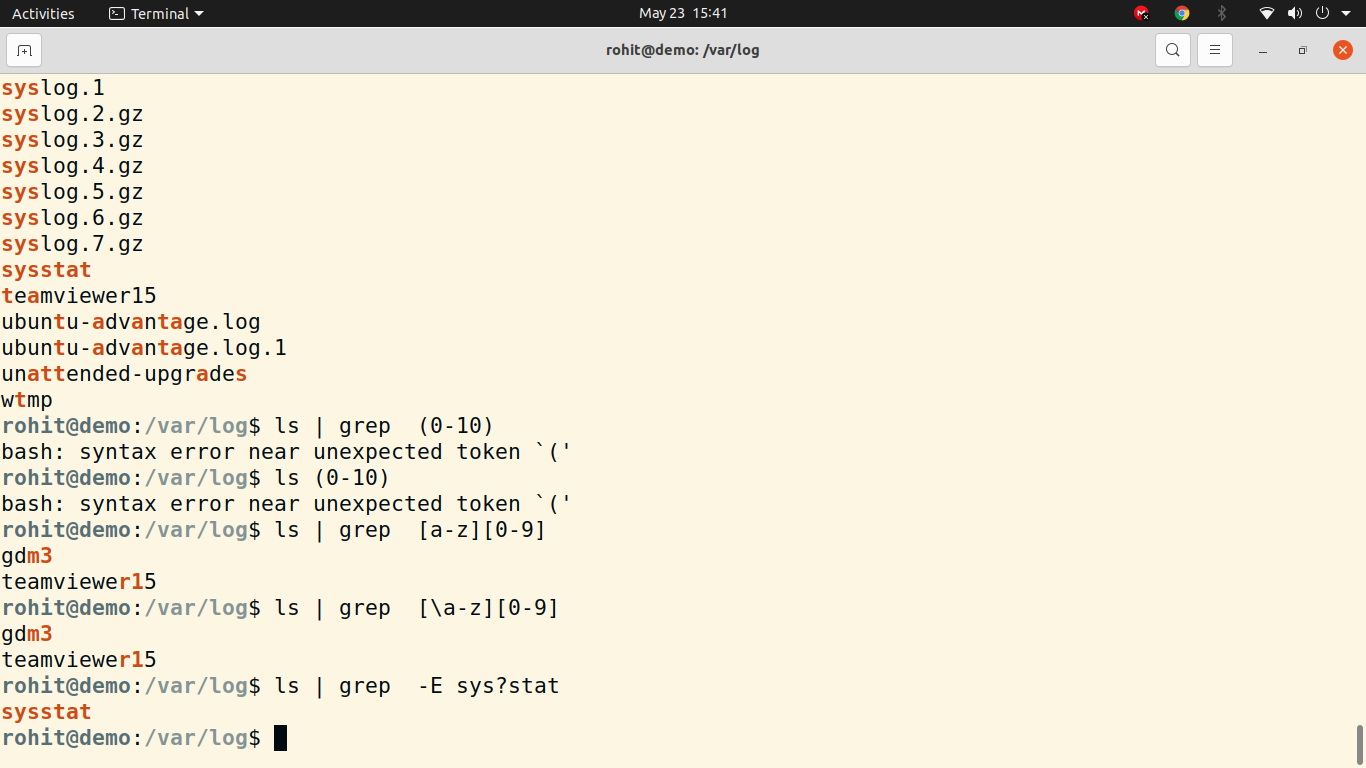 Activities Terminal May 23 15:41
rohit@demo: /var/log
syslog.1
syslog.2.gz
syslog.3.gz
syslog.4.gz
syslog.5.gz
syslog.6.gz
syslog.7.gz
sysstat
teamviewer15
ubuntu-advantage.log
ubuntu-advantage.log.1
unattended-upgrades
wtmp
rohit@demo:/var/log$ ls | grep  (0-10)
bash: syntax error near unexpected token `('
rohit@demo:/var/log$ ls (0-10)
bash: syntax error near unexpected token `('
rohit@demo:/var/log$ ls | grep  [a-z][0-9]
gdm3
teamviewer15
rohit@demo:/var/log$ ls | grep  [\a-z][0-9]
gdm3
teamviewer15
rohit@demo:/var/log$ ls | grep  -E sys?stat
sysstat
rohit@demo:/var/log$